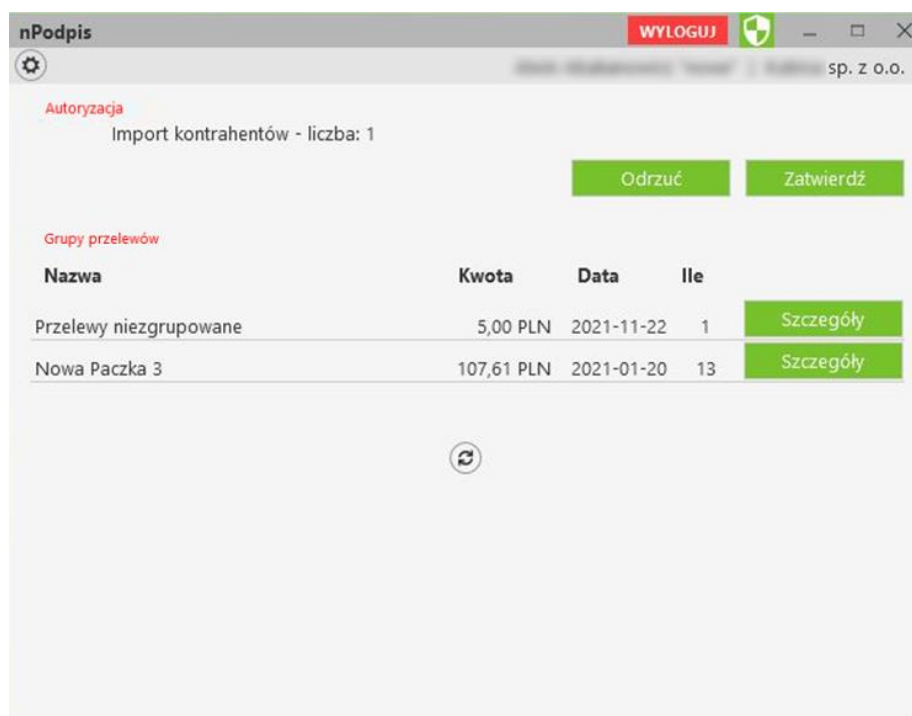 nPodpis WYLOGUJ
sp. z o.o.
Autoryzacja
Import kontrahentów - liczba: 1
Odrzuć Zatwierdź
Grupy przelewów
Nazwa Kwota Data Ile
Przelewy niezgrupowane 5,00 PLN 2021-11-22 1 Szczegóły
Nowa Paczka 3 107,61 PLN 2021-01-20 13 Szczegóły